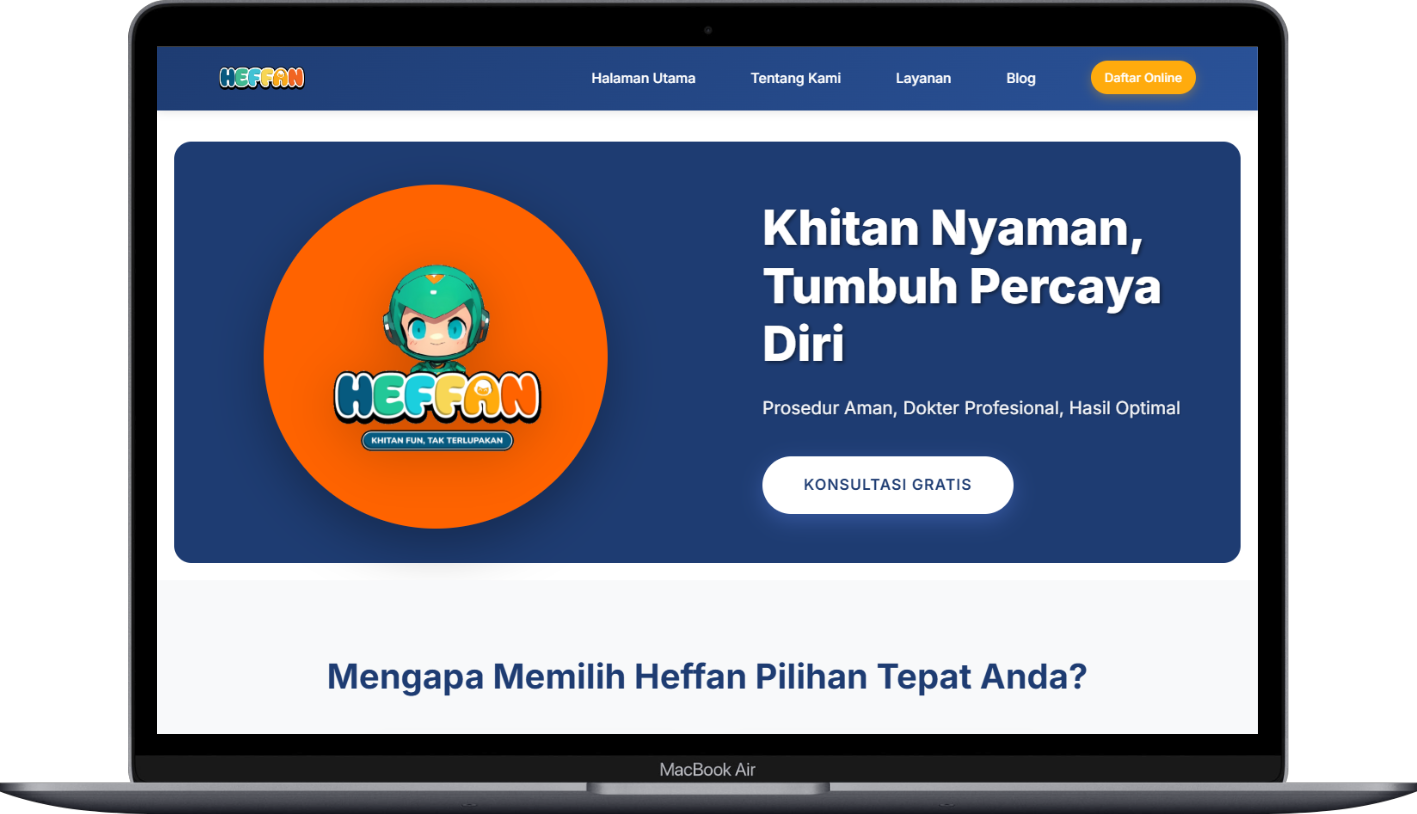 HEFFAN
Halaman Utama
Tentang Kami
Layanan
Blog
Daftar Online
HEFFAN
KHITAN FUN, TAK TERLUPAKAN
Khitan Nyaman,
Tumbuh Percaya
Diri
Prosedur Aman, Dokter Profesional, Hasil Optimal
KONSULTASI GRATIS
Mengapa Memilih Heffan Pilihan Tepat Anda?
MacBook Air